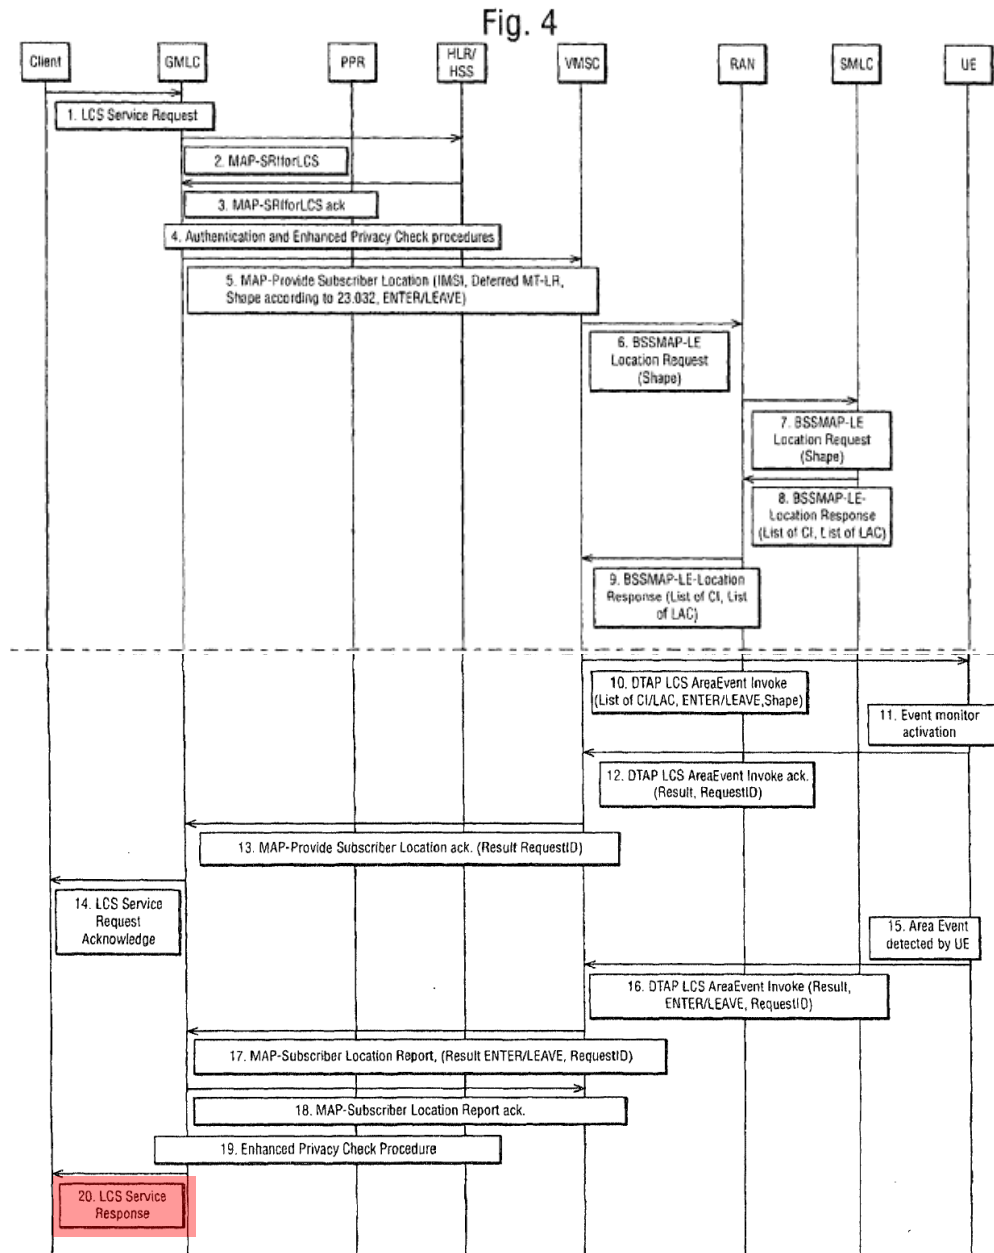 Fig. 4
Client
GMLC
PPR
HLR/
HSS
VMSC
RAN
SMLC
UE
1. LCS Service Request
2. MAP-SRIforLCS
3. MAP-SRIforLCS ack
4. Authentication and Enhanced Privacy Check procedures
5. MAP-Provide Subscriber Location (IMSI, Deferred MT-LR,
Shape according to 23.032, ENTER/LEAVE)
6. BSSMAP-LE
Location Request
(Shape)
7. BSSMAP-LE
Location Request
(Shape)
8. BSSMAP-LE-
Location Response
(List of CI, List of LAC)
9. BSSMAP-LE-Location
Response (List of CI, List
of LAC)
10. DTAP LCS AreaEvent Invoke
(List of CI/LAC, ENTER/LEAVE,Shape)
11. Event monitor
activation
12. DTAP LCS AreaEvent Invoke ack.
(Result, RequestID)
13. MAP-Provide Subscriber Location ack. (Result RequestID)
14. LCS Service
Request
Acknowledge
15. Area Event
detected by UE
16. DTAP LCS AreaEvent Invoke (Result,
ENTER/LEAVE, RequestID)
17. MAP-Subscriber Location Report, (Result ENTER/LEAVE, RequestID)
18. MAP-Subscriber Location Report ack.
19. Enhanced Privacy Check Procedure
20. LCS Service
Response